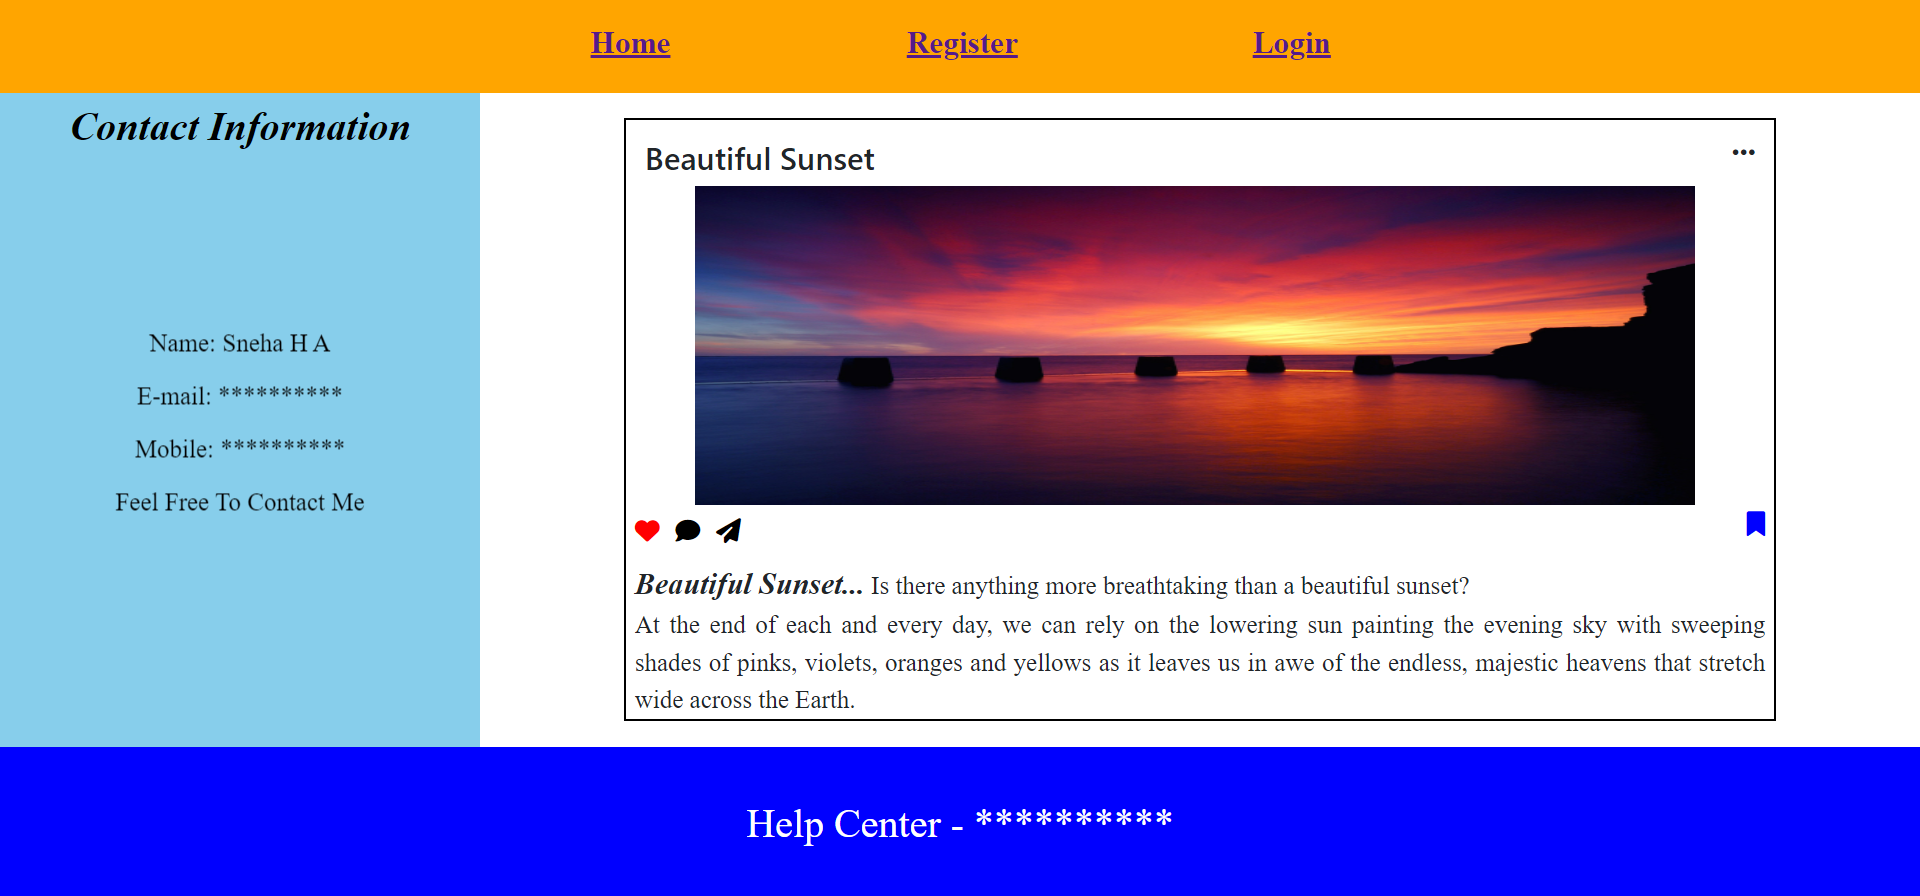 Home Register Login
Contact Information
Name: Sneha H A
E-mail: **********
Mobile: **********
Feel Free To Contact Me
Beautiful Sunset
Beautiful Sunset... Is there anything more breathtaking than a beautiful sunset?
At the end of each and every day, we can rely on the lowering sun painting the evening sky with sweeping
shades of pinks, violets, oranges and yellows as it leaves us in awe of the endless, majestic heavens that stretch
wide across the Earth.
Help Center - **********